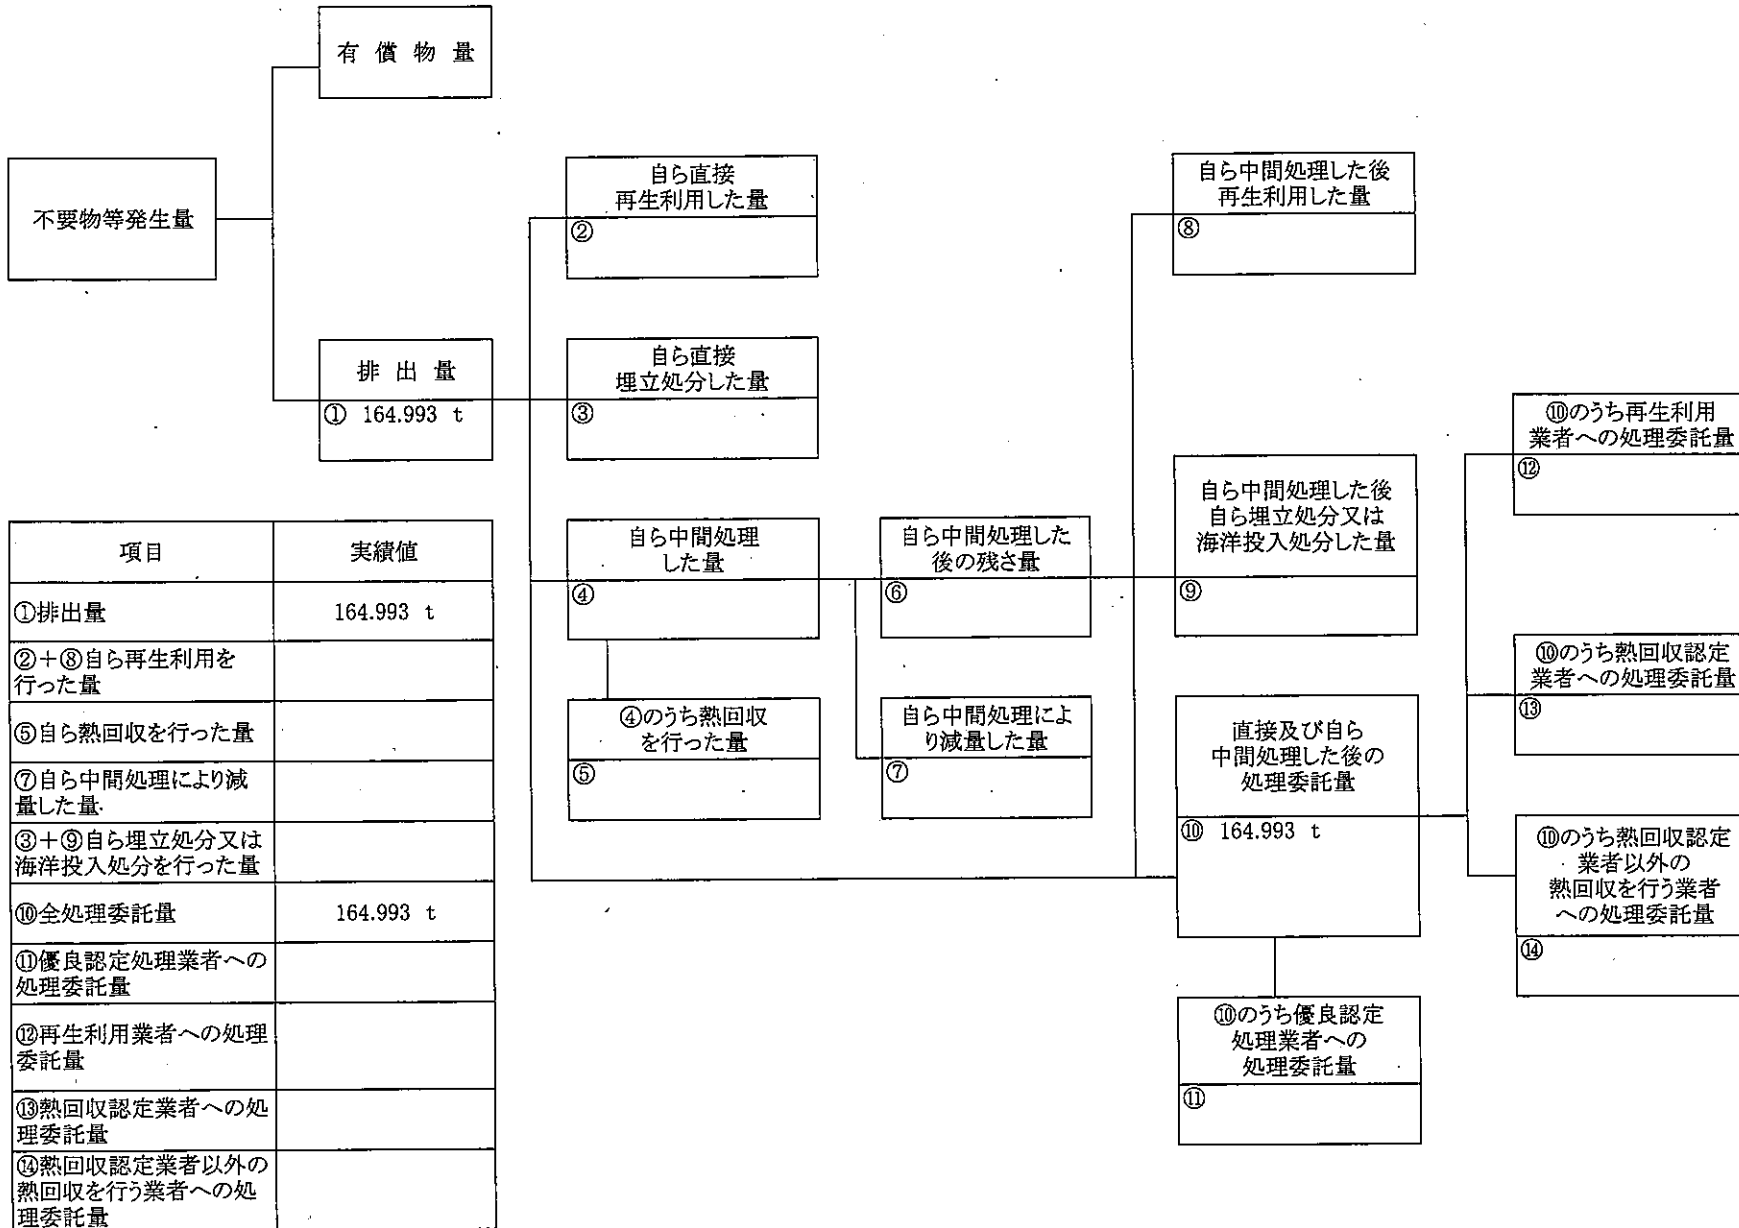 有償物量
不要物等発生量
排出量
① 164.993 t
自ら直接
再生利用した量
②
自ら直接
埋立処分した量
③
自ら中間処理
した量
④
④のうち熱回収
を行った量
⑤
自ら中間処理した
後の残さ量
⑥
自ら中間処理によ
り減量した量
⑦
自ら中間処理した後
再生利用した量
⑧
自ら中間処理した後
自ら埋立処分又は
海洋投入処分した量
⑨
直接及び自ら
中間処理した後の
処理委託量
⑩ 164.993 t
⑩のうち優良認定
処理業者への
処理委託量
⑪
⑩のうち再生利用
業者への処理委託量
⑫
⑩のうち熱回収認定
業者への処理委託量
⑬
⑩のうち熱回収認定
業者以外の
熱回収を行う業者
への処理委託量
⑭
項目 実績値
①排出量 164.993 t
②+⑧自ら再生利用を
行った量
⑤自ら熱回収を行った量
⑦自ら中間処理により減
量した量
③+⑨自ら埋立処分又は
海洋投入処分を行った量
⑩全処理委託量 164.993 t
⑪優良認定処理業者への
処理委託量
⑫再生利用業者への処理
委託量
⑬熱回収認定業者への処
理委託量
⑭熱回収認定業者以外の
熱回収を行う業者への処
理委託量